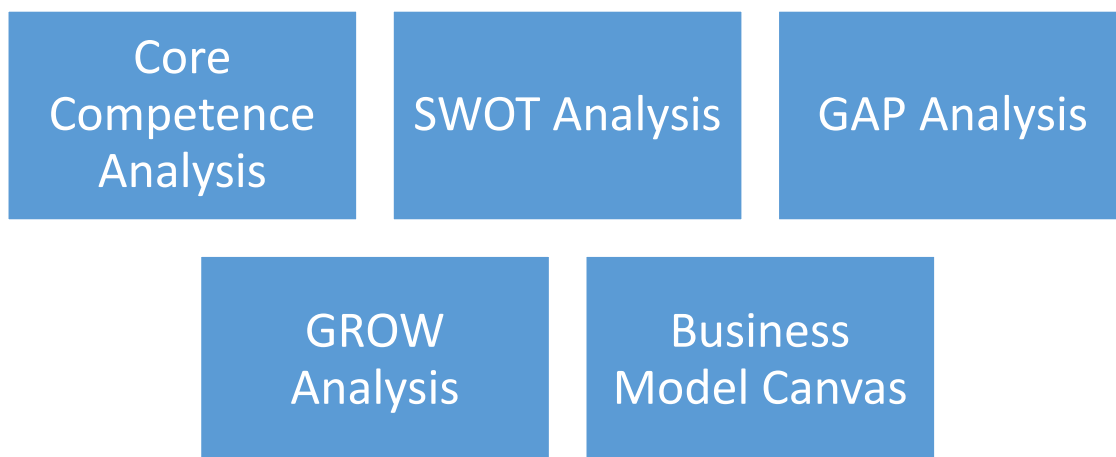 Core
Competence
Analysis
SWOT Analysis
GAP Analysis
GROW
Analysis
Business
Model Canvas